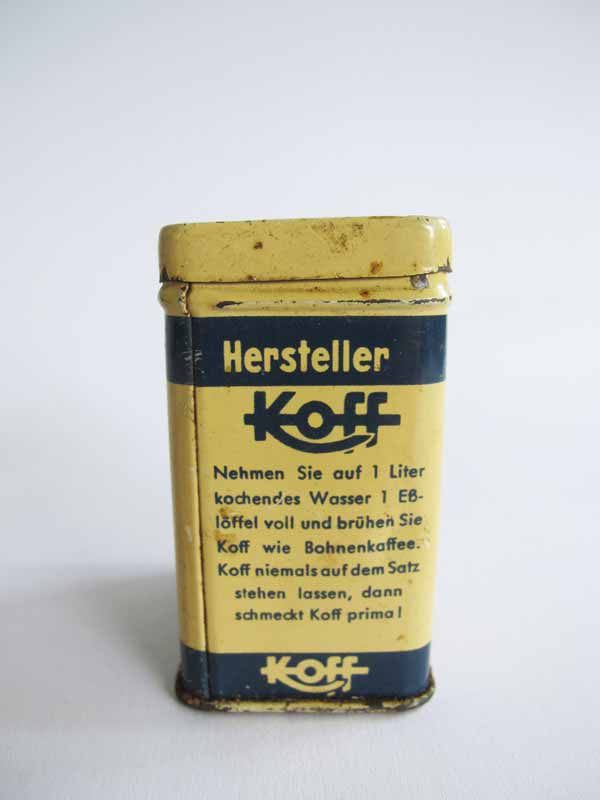 Hersteller
Koff
Nehmen Sie auf 1 Liter
kochendes Wasser 1 Eß-
löffel voll und brühen Sie
Koff wie Bohnenkaffee.
Koff niemals auf dem Satz
stehen lassen, dann
schmeckt Koff prima!
Koff